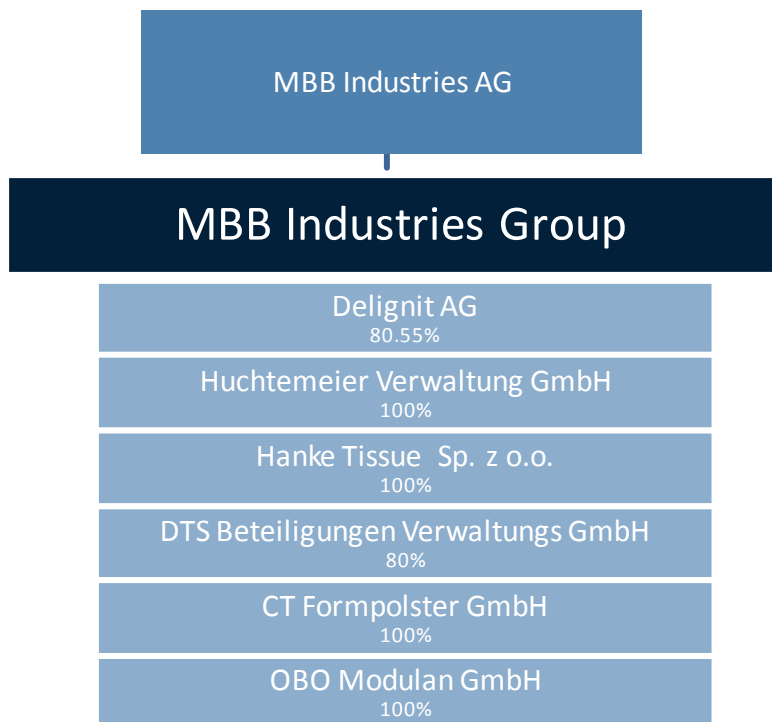 MBB Industries AG
MBB Industries Group
Delignit AG
80.55%
Huchtemeier Verwaltung GmbH
100%
Hanke Tissue Sp. z o.o.
100%
DTS Beteiligungen Verwaltungs GmbH
80%
CT Formpolster GmbH
100%
OBO Modulan GmbH
100%